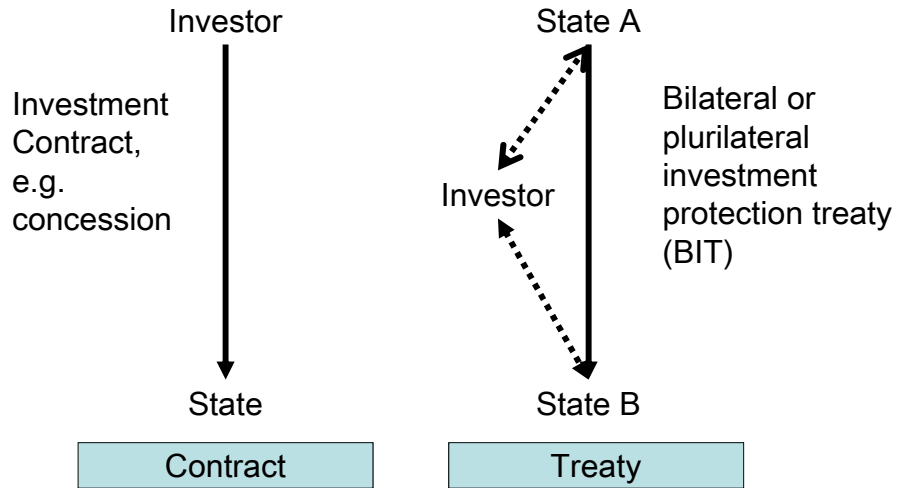 Investor
Investment
Contract,
e.g.
concession
State
Contract
State A
Investor
Bilateral or
plurilateral
investment
protection treaty
(BIT)
State B
Treaty